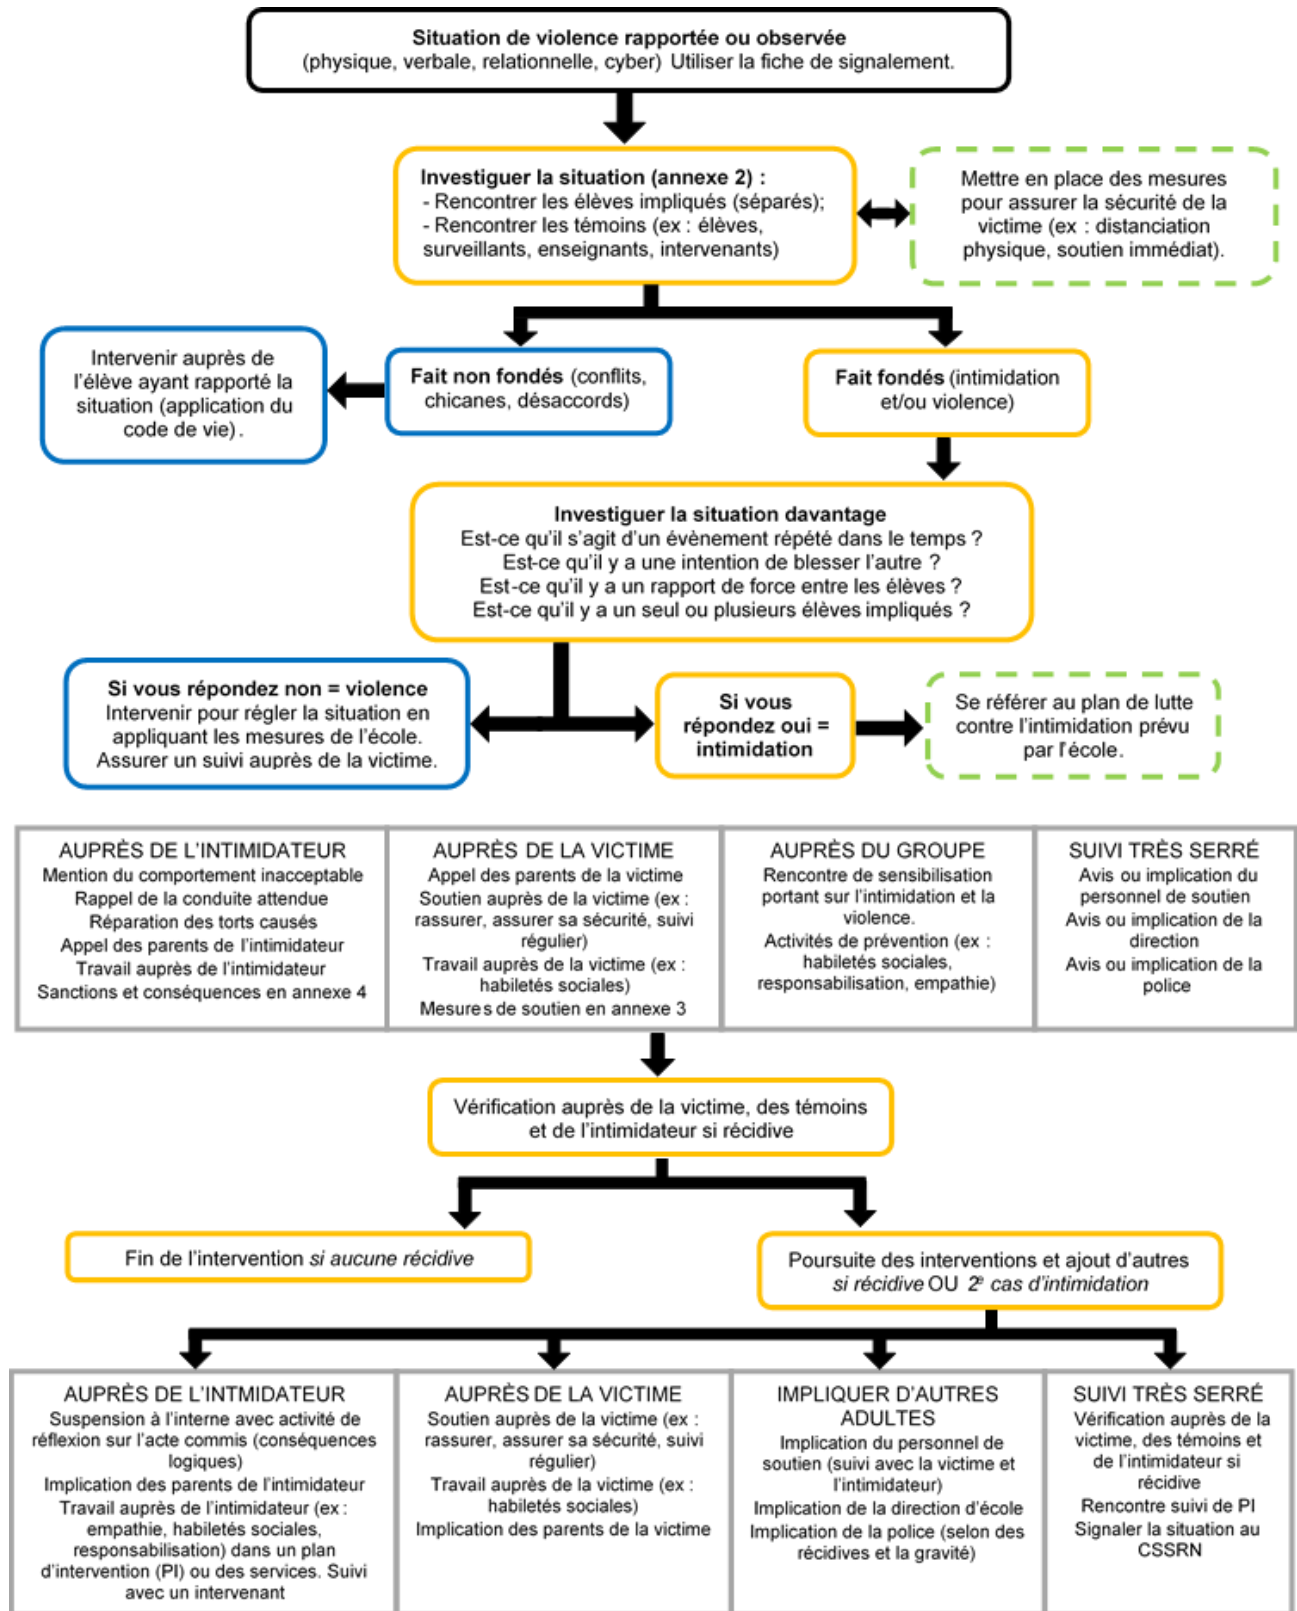 Situation de violence rapportée ou observée
(physique, verbale, relationnelle, cyber) Utiliser la fiche de signalement.
Investiguer la situation (annexe 2) :
- Rencontrer les élèves impliqués (séparés);
- Rencontrer les témoins (ex : élèves,
surveillants, enseignants, intervenants)
Mettre en place des mesures
pour assurer la sécurité de la
victime (ex : distanciation
physique, soutien immédiat).
Intervenir auprès de
l'élève ayant rapporté la
situation (application du
code de vie).
Fait non fondés (conflits,
chicanes, désaccords)
Fait fondés (intimidation
et/ou violence)
Investiguer la situation davantage
Est-ce qu'il s'agit d'un évènement répété dans le temps ?
Est-ce qu'il y a une intention de blesser l'autre ?
Est-ce qu'il y a un rapport de force entre les élèves ?
Est-ce qu'il y a un seul ou plusieurs élèves impliqués ?
Si vous répondez non = violence
Intervenir pour régler la situation en
appliquant les mesures de l'école.
Assurer un suivi auprès de la victime.
Si vous
répondez oui =
intimidation
Se référer au plan de lutte
contre l'intimidation prévu
par l'école.
AUPRÈS DE L'INTIMIDATEUR
Mention du comportement inacceptable
Rappel de la conduite attendue
Réparation des torts causés
Appel des parents de l'intimidateur
Travail auprès de l'intimidateur
Sanctions et conséquences en annexe 4
AUPRÈS DE LA VICTIME
Appel des parents de la victime
Soutien auprès de la victime (ex :
rassurer, assurer sa sécurité, suivi
régulier)
Travail auprès de la victime (ex :
habiletés sociales)
Mesures de soutien en annexe 3
AUPRÈS DU GROUPE
Rencontre de sensibilisation
portant sur l'intimidation et la
violence.
Activités de prévention (ex :
habiletés sociales,
responsabilisation, empathie)
SUIVI TRÈS SERRÉ
Avis ou implication du
personnel de soutien
Avis ou implication de la
direction
Avis ou implication de la
police
Vérification auprès de la victime, des témoins
et de l'intimidateur si récidive
Fin de l'intervention si aucune récidive
Poursuite des interventions et ajout d'autres
si récidive OU 2e cas d'intimidation
AUPRÈS DE L'INTMIDATEUR
Suspension à l'interne avec activité de
réflexion sur l'acte commis (conséquences
logiques)
Implication des parents de l'intimidateur
Travail auprès de l'intimidateur (ex :
empathie, habiletés sociales,
responsabilisation) dans un plan
d'intervention (PI) ou des services. Suivi
avec un intervenant
AUPRÈS DE LA VICTIME
Soutien auprès de la victime (ex :
rassurer, assurer sa sécurité, suivi
régulier)
Travail auprès de la victime (ex :
habiletés sociales)
Implication des parents de la victime
IMPLIQUER D'AUTRES
ADULTES
Implication du personnel de
soutien (suivi avec la victime et
l'intimidateur)
Implication de la direction d'école
Implication de la police (selon des
récidives et la gravité)
SUIVI TRÈS SERRÉ
Vérification auprès de la
victime, des témoins et
de l'intimidateur si
récidive
Rencontre suivi de PI
Signaler la situation au
CSSRN